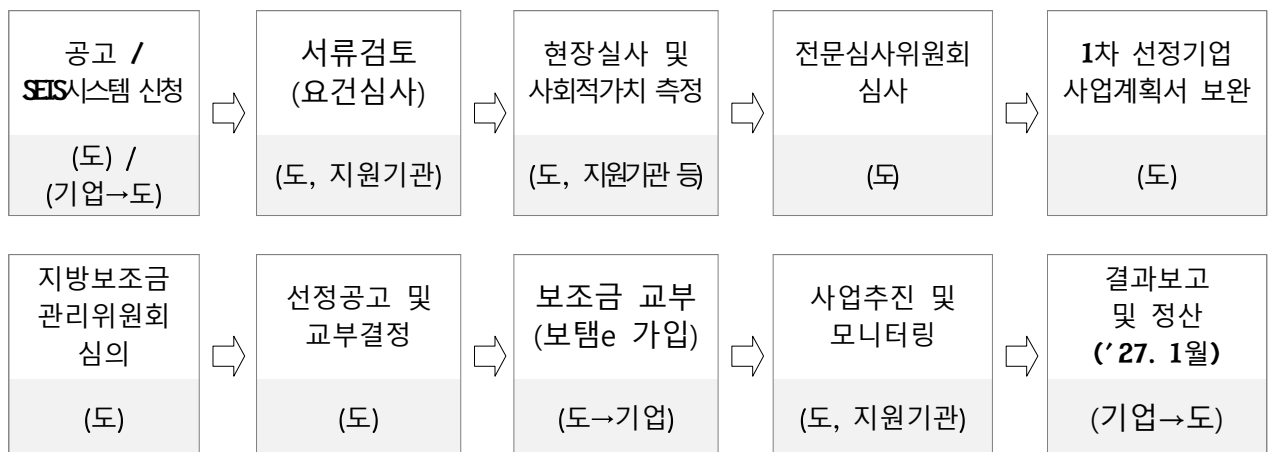 공고 /
SEIS시스템 신청
(도) /
(기업→도)
서류검토
(요건심사)
(도, 지원기관)
현장실사 및
사회적가치 측정
(도, 지원기관 등)
전문심사위원회
심사
(도)
1차 선정기업
사업계획서 보완
(도)
지방보조금
관리위원회
심의
(도)
선정공고 및
교부결정
(도)
보조금 교부
(보탬e 가입)
(도→기업)
사업추진 및
모니터링
(도, 지원기관)
결과보고
및 정산
(′27. 1월)
(기업→도)